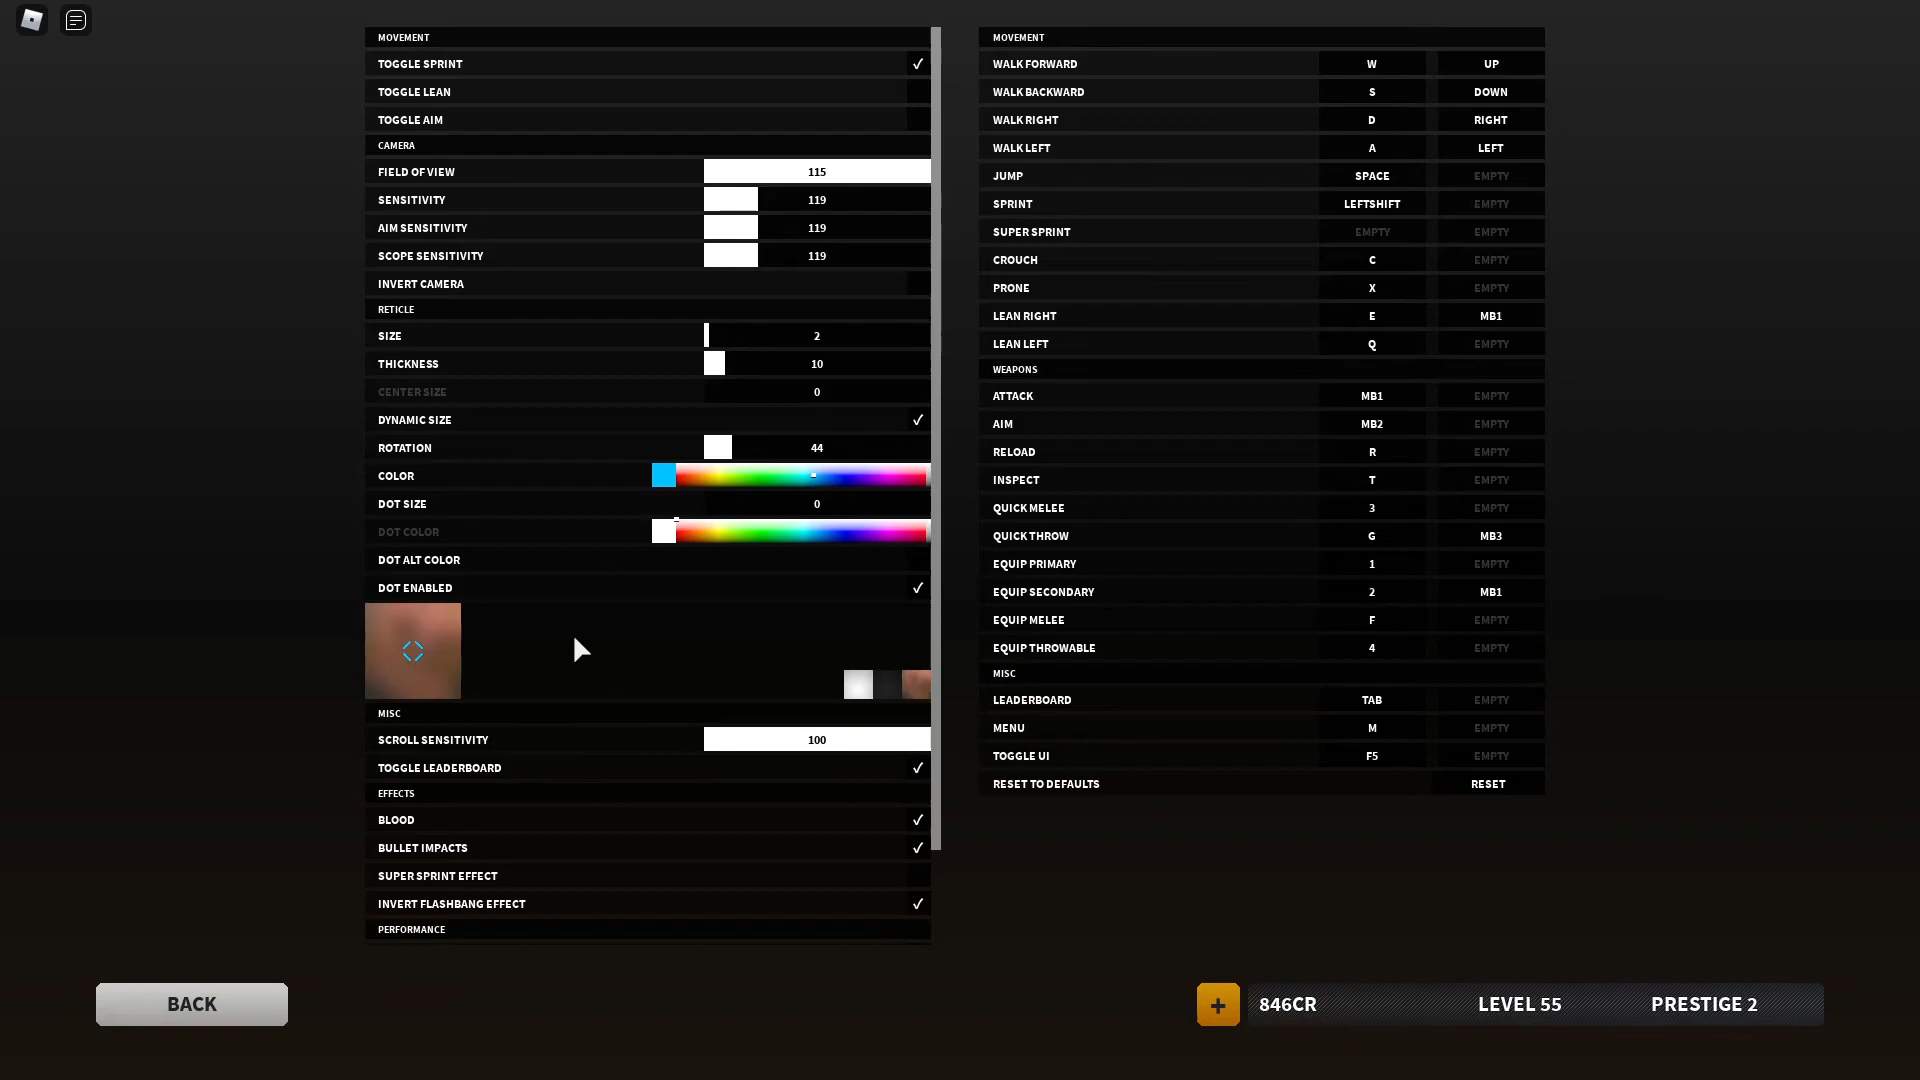 MOVEMENT
TOGGLE SPRINT ✓
TOGGLE LEAN
TOGGLE AIM
CAMERA
FIELD OF VIEW 115
SENSITIVITY 119
AIM SENSITIVITY 119
SCOPE SENSITIVITY 119
INVERT CAMERA
RETICLE
SIZE 2
THICKNESS 10
CENTER SIZE 0
DYNAMIC SIZE ✓
ROTATION 44
COLOR
DOT SIZE 0
DOT COLOR
DOT ALT COLOR
DOT ENABLED ✓
MISC
SCROLL SENSITIVITY 100
TOGGLE LEADERBOARD ✓
EFFECTS
BLOOD ✓
BULLET IMPACTS ✓
SUPER SPRINT EFFECT
INVERT FLASHBANG EFFECT ✓
PERFORMANCE
MOVEMENT
WALK FORWARD W UP
WALK BACKWARD S DOWN
WALK RIGHT D RIGHT
WALK LEFT A LEFT
JUMP SPACE EMPTY
SPRINT LEFTSHIFT EMPTY
SUPER SPRINT EMPTY EMPTY
CROUCH C EMPTY
PRONE X EMPTY
LEAN RIGHT E MB1
LEAN LEFT Q EMPTY
WEAPONS
ATTACK MB1 EMPTY
AIM MB2 EMPTY
RELOAD R EMPTY
INSPECT T EMPTY
QUICK MELEE 3 EMPTY
QUICK THROW G MB3
EQUIP PRIMARY 1 EMPTY
EQUIP SECONDARY 2 MB1
EQUIP MELEE F EMPTY
EQUIP THROWABLE 4 EMPTY
MISC
LEADERBOARD TAB EMPTY
MENU M EMPTY
TOGGLE UI F5 EMPTY
RESET TO DEFAULTS RESET
BACK
+ 846CR LEVEL 55 PRESTIGE 2